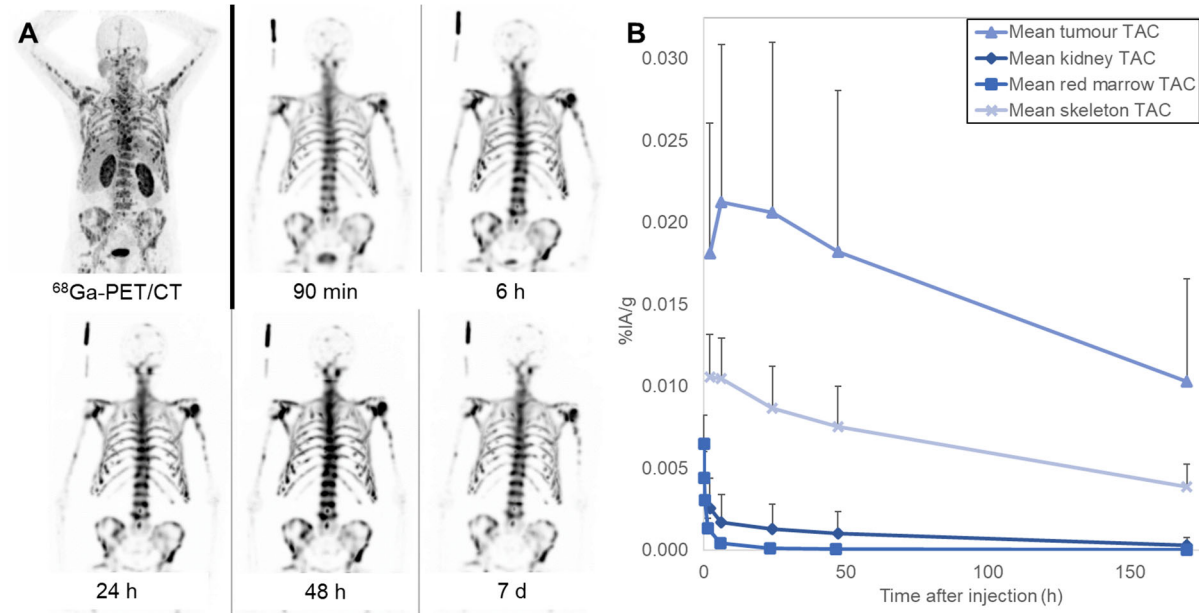 A
⁶⁸Ga-PET/CT
90 min
6 h
24 h
48 h
7 d
B
Mean tumour TAC
Mean kidney TAC
Mean red marrow TAC
Mean skeleton TAC
%IA/g
0.030
0.025
0.020
0.015
0.010
0.005
0.000
0
50
100
150
Time after injection (h)